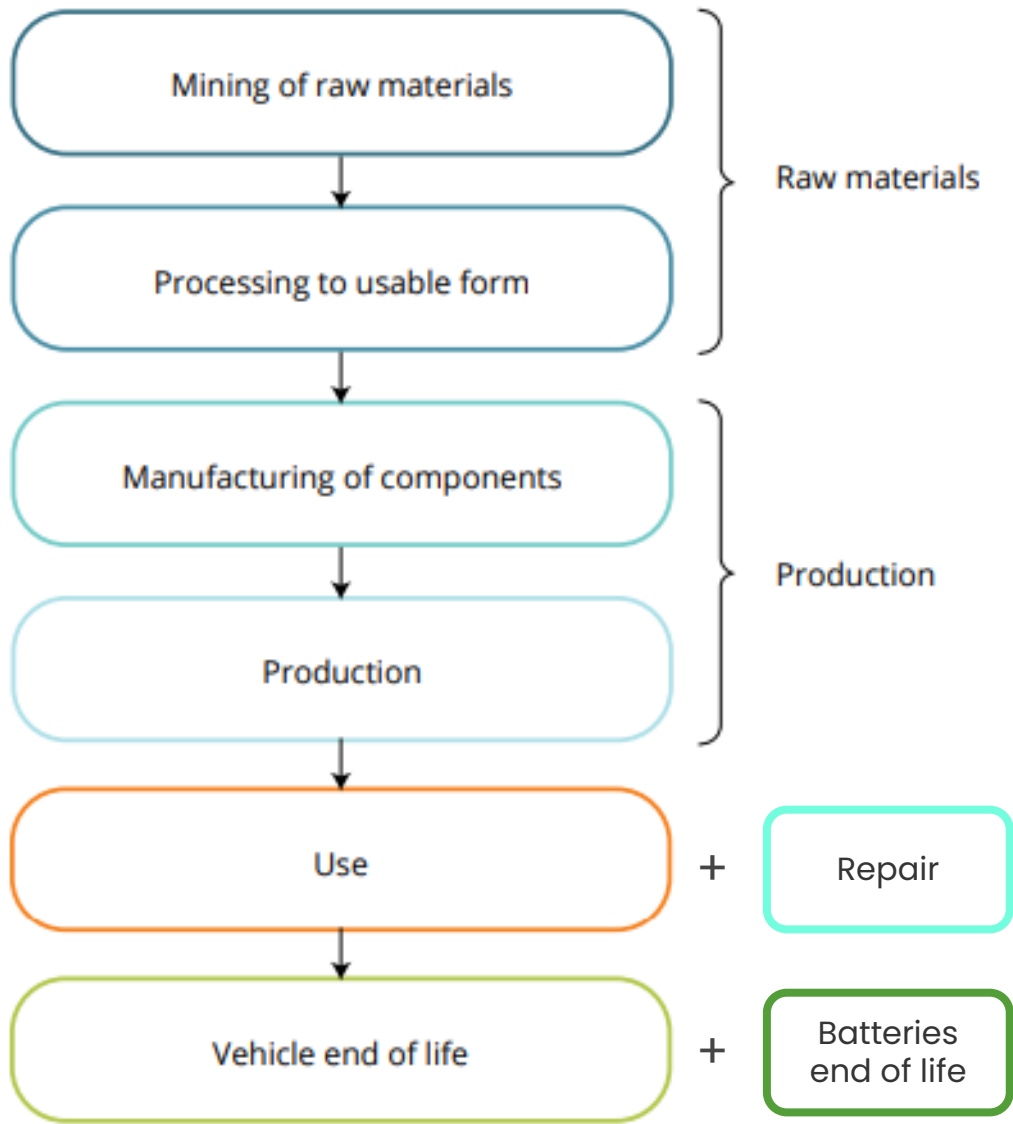 Mining of raw materials
Raw materials
Processing to usable form
Manufacturing of components
Production
Production
Use
+
Repair
Vehicle end of life
+
Batteries
end of life